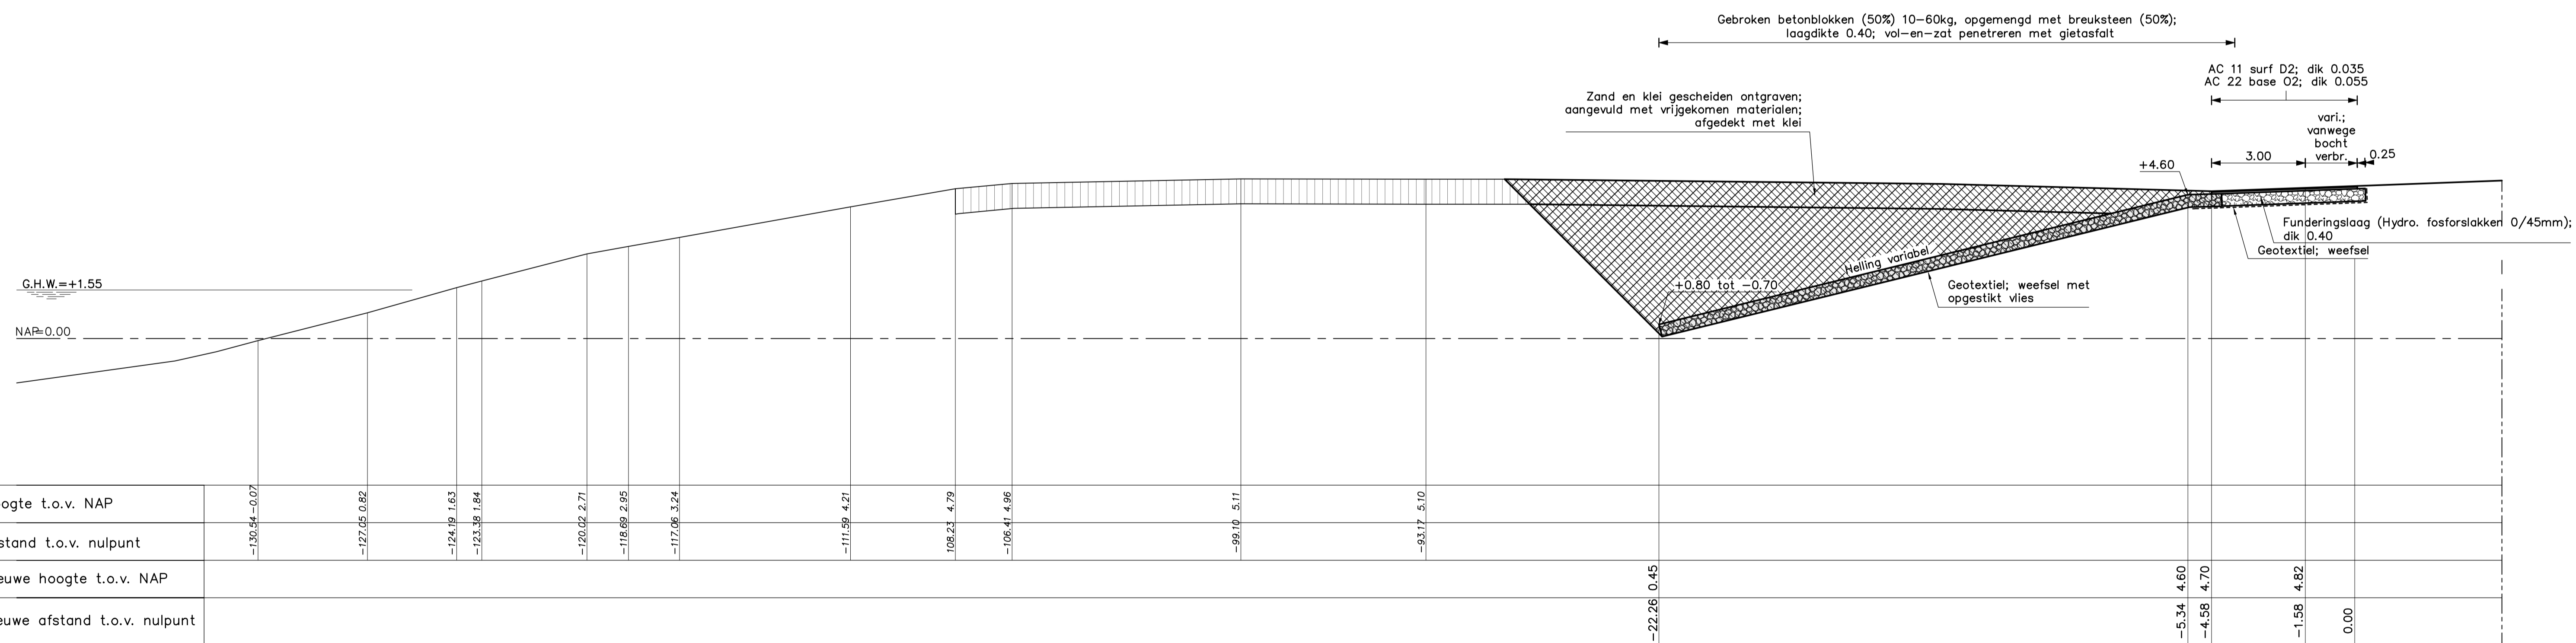 Gebroken betonblokken (50%) 10-60kg, opgemengd met breuksteen (50%);
laagdikte 0.40; vol-en-zat penetreren met gietasfalt
AC 11 surf D2; dik 0.035
AC 22 base O2; dik 0.055
Zand en klei gescheiden ontgraven;
aangevuld met vrijgekomen materialen;
afgedekt met klei
vari.;
vanwege
bocht
verbr.
3.00
0.25
+4.60
Funderingslaag (Hydro. fosforslakken 0/45mm);
dik 0.40
Geotextiel; weefsel
Helling variabel
G.H.W.=+1.55
+0.80 tot -0.70
Geotextiel; weefsel met
opgestikt vlies
NAP=0.00
ogte t.o.v. NAP
-0.07 0.82 1.63 1.84 2.71 2.95 3.24 4.21 4.79 4.96 5.11 5.10
stand t.o.v. nulpunt
-130.54 -127.05 -124.19 -123.38 -120.02 -118.69 -117.06 -111.59 108.23 -106.41 -99.10 -93.17
euwe hoogte t.o.v. NAP
0.45 4.60 4.70 4.82
euwe afstand t.o.v. nulpunt
-22.26 -5.34 -4.58 -1.58 0.00